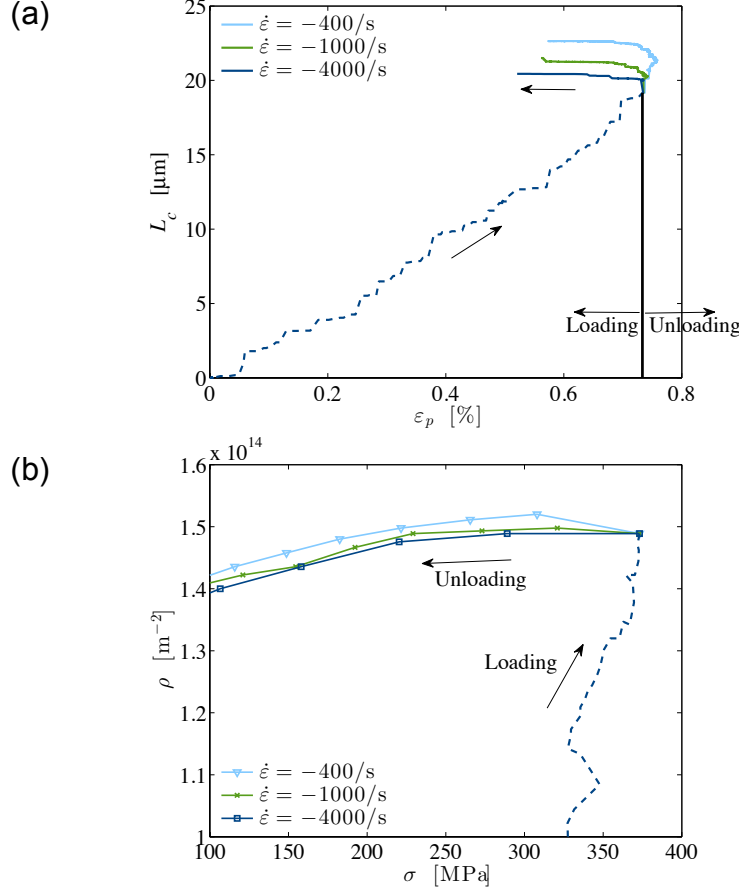 (a)
ε̇ = −400/s
ε̇ = −1000/s
ε̇ = −4000/s
25
20
15
10
5
0
L_c [μm]
Loading
Unloading
0
0.2
0.4
0.6
0.8
ε_p [%]
(b)
x 10^14
1.6
1.5
1.4
1.3
1.2
1.1
1
ρ [m^−2]
Unloading
Loading
ε̇ = −400/s
ε̇ = −1000/s
ε̇ = −4000/s
100
150
200
250
300
350
400
σ [MPa]